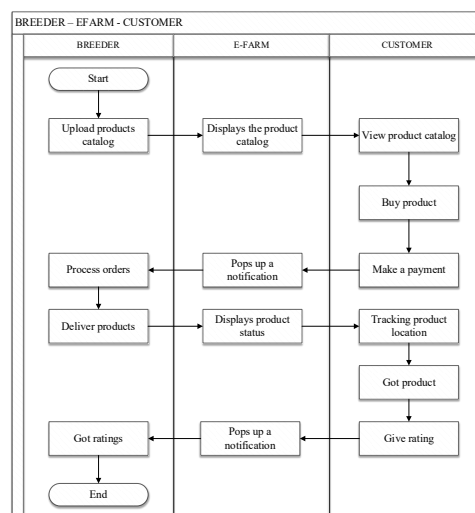 BREEDER – EFARM - CUSTOMER
BREEDER
E-FARM
CUSTOMER
Start
Upload products
catalog
Displays the product
catalog
View product catalog
Buy product
Process orders
Pops up a
notification
Make a payment
Deliver products
Displays product
status
Tracking product
location
Got product
Got ratings
Pops up a
notification
Give rating
End